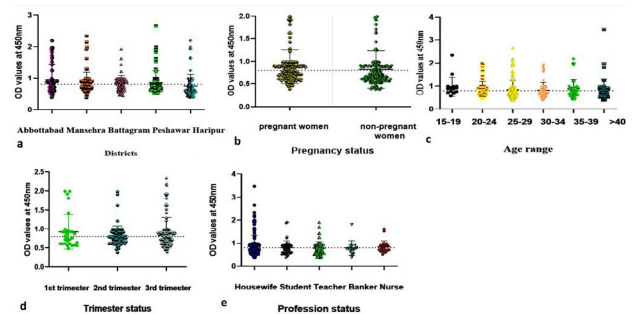 OD values at 450nm
3
2
1
0
Abbottabad Mansehra Battagram Peshawar Haripur
a
Districts
OD values at 450nm
2.0
1.5
1.0
0.5
0.0
pregnant women
non-pregnant
women
b
Pregnancy status
OD values at 450nm
4
3
2
1
0
15-19
20-24
25-29
30-34
35-39
>40
c
Age range
OD values at 450nm
2.5
2.0
1.5
1.0
0.5
0.0
1st trimester
2nd trimester
3rd trimester
d
Trimester status
OD values at 450nm
4
3
2
1
0
Housewife Student Teacher Banker Nurse
e
Profession status